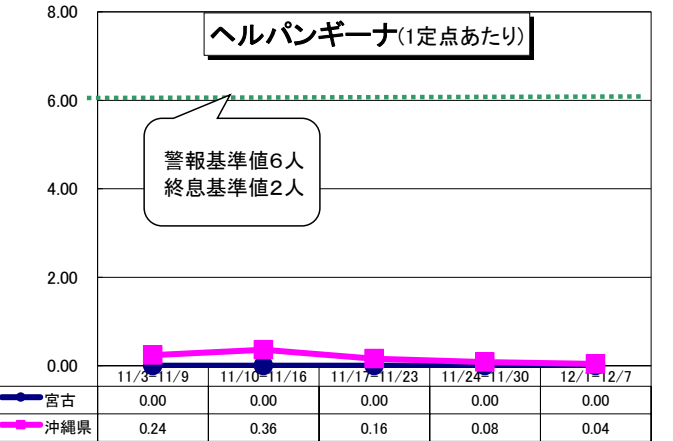 ヘルパンギーナ(1定点あたり)
8.00
6.00
警報基準値6人
終息基準値2人
4.00
2.00
0.00
11/3-11/9 11/10-11/16 11/17-11/23 11/24-11/30 12/1-12/7
宮古 0.00 0.00 0.00 0.00 0.00
沖縄県 0.24 0.36 0.16 0.08 0.04